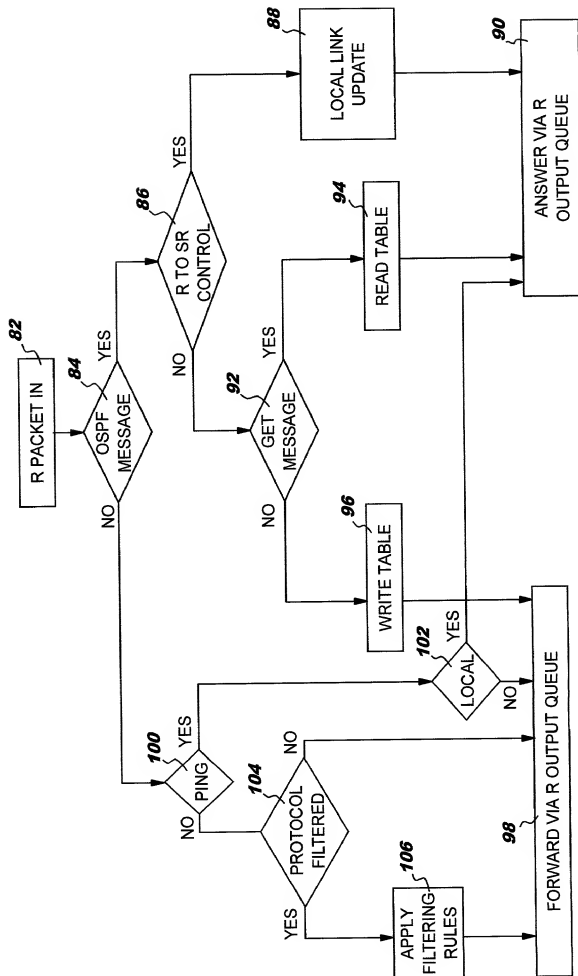 82
R PACKET IN
84
OSPF
MESSAGE
YES
NO
86
R TO SR
CONTROL
YES
NO
88
LOCAL LINK
UPDATE
92
GET
MESSAGE
YES
NO
94
READ TABLE
96
WRITE TABLE
100
PING
YES
NO
102
LOCAL
YES
NO
104
PROTOCOL
FILTERED
NO
YES
106
APPLY
FILTERING
RULES
98
FORWARD VIA R OUTPUT QUEUE
90
ANSWER VIA R
OUTPUT QUEUE